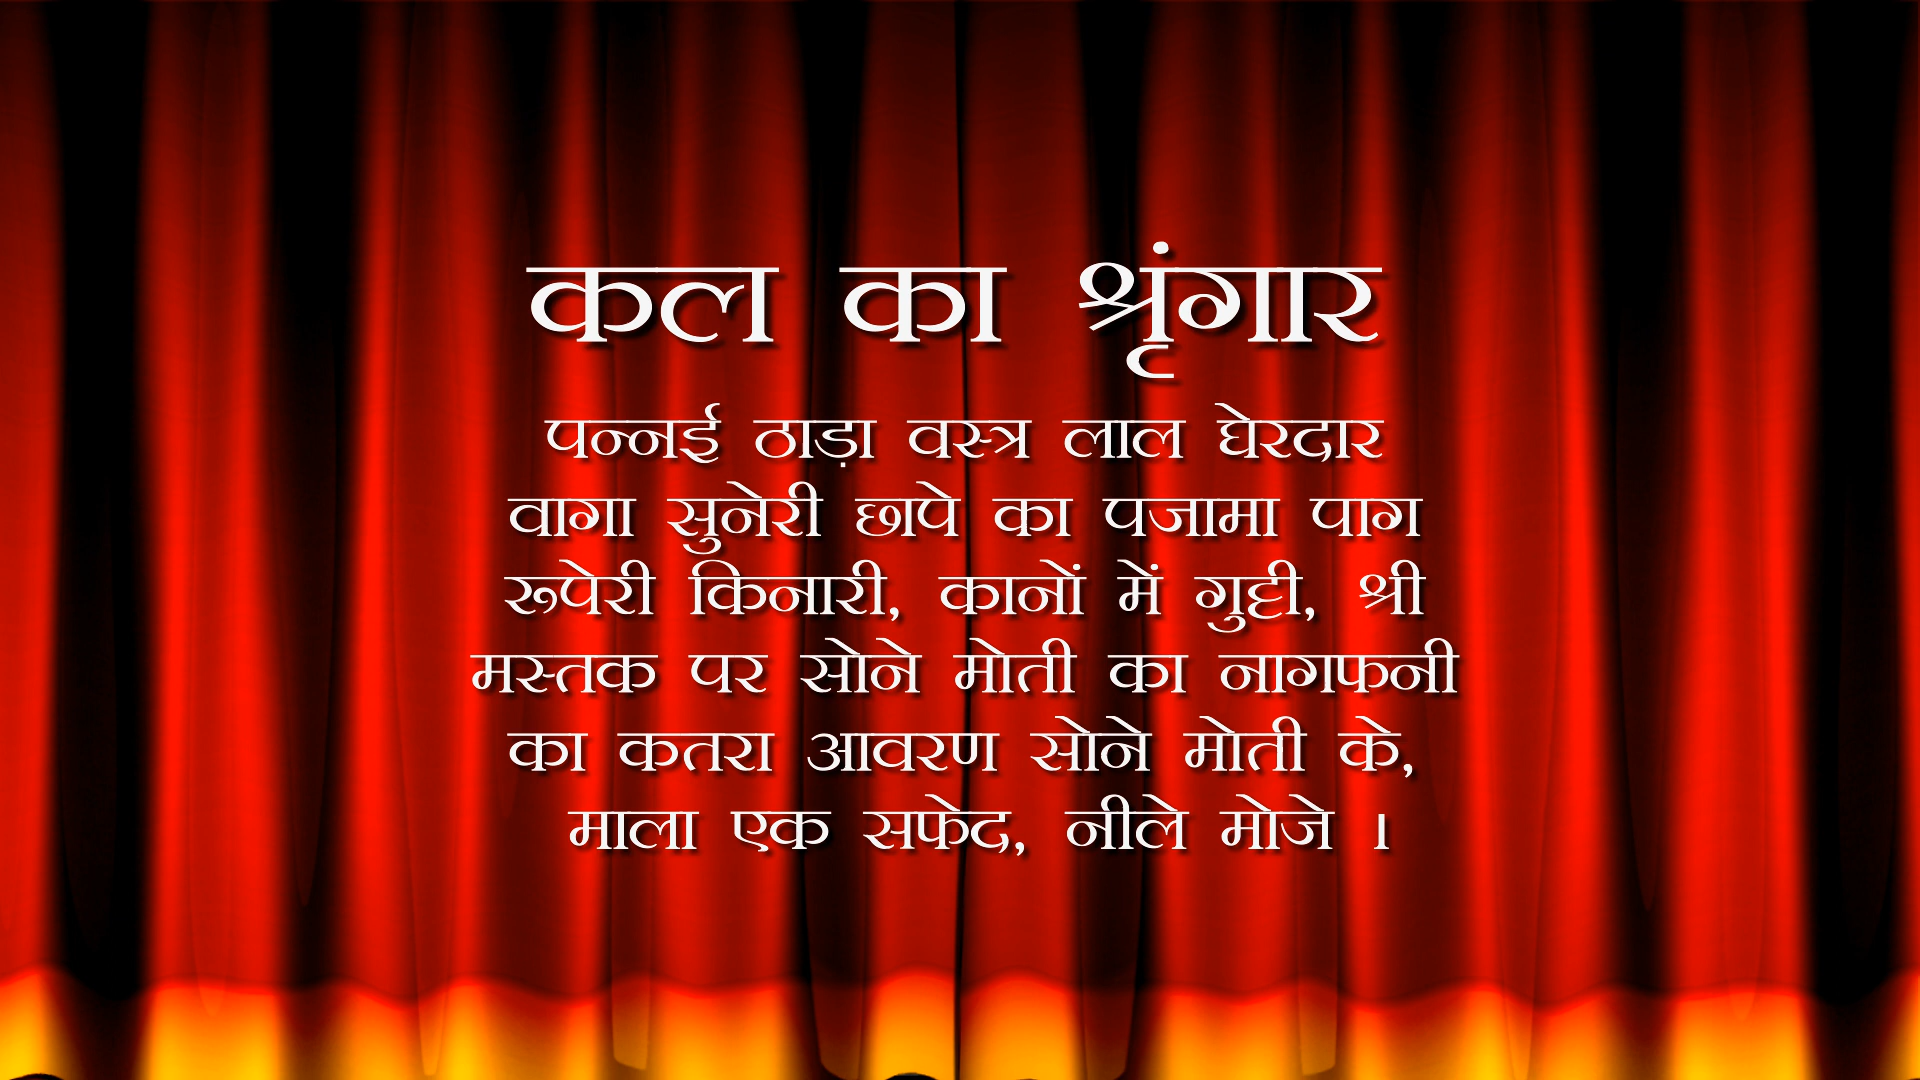 कल का श्रृंगार
पन्नई ठाड़ा वस्त्र लाल घेरदार
वागा सुनेरी छापे का पजामा पाग
रूपेरी किनारी, कानों में गुट्टी, श्री
मस्तक पर सोने मोती का नागफनी
का कतरा आवरण सोने मोती के,
माला एक सफेद, नीले मोजे ।